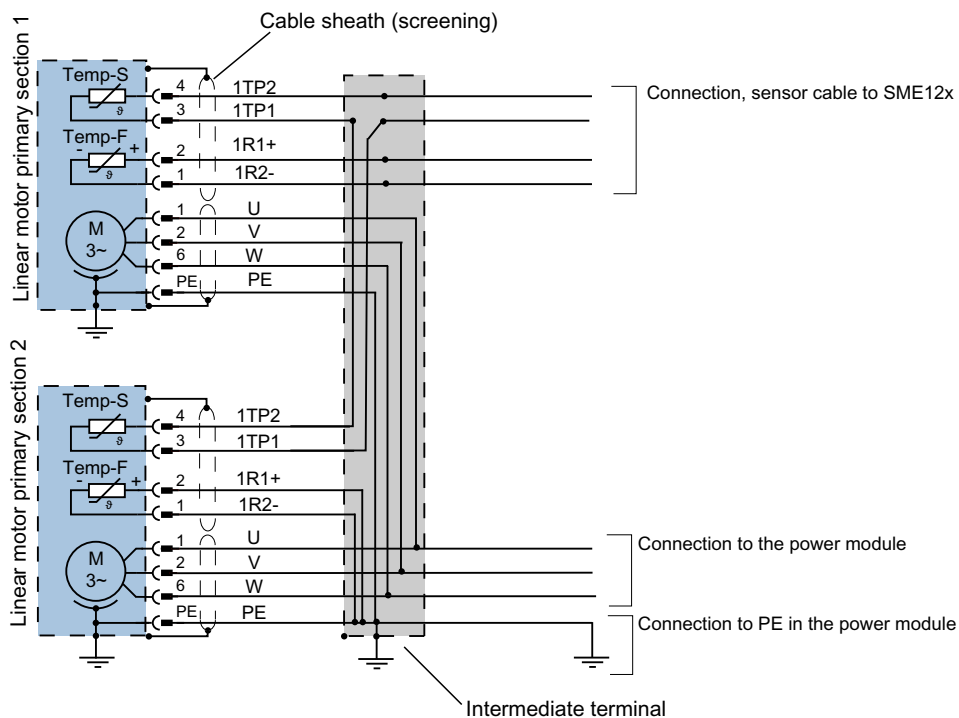 Cable sheath (screening)
Linear motor primary section 1
Temp-S
ϑ
4
1TP2
3
1TP1
Connection, sensor cable to SME12x
Temp-F
- +
ϑ
2
1R1+
1
1R2-
M
3~
1
U
2
V
6
W
PE
PE
Linear motor primary section 2
Temp-S
ϑ
4
1TP2
3
1TP1
Temp-F
- +
ϑ
2
1R1+
1
1R2-
M
3~
1
U
2
V
6
W
PE
PE
Connection to the power module
Connection to PE in the power module
Intermediate terminal